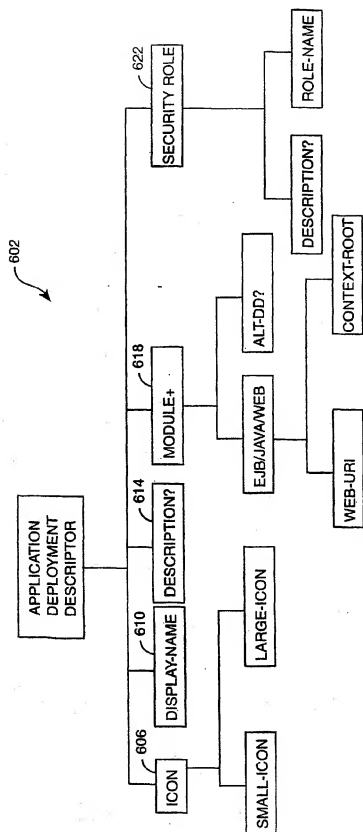 602
APPLICATION
DEPLOYMENT
DESCRIPTOR
606
610
614
618
622
ICON
DISPLAY-NAME
DESCRIPTION?
MODULE+
SECURITY ROLE
SMALL-ICON
LARGE-ICON
EJB/JAVA/WEB
ALT-DD?
DESCRIPTION?
ROLE-NAME
WEB-URI
CONTEXT-ROOT